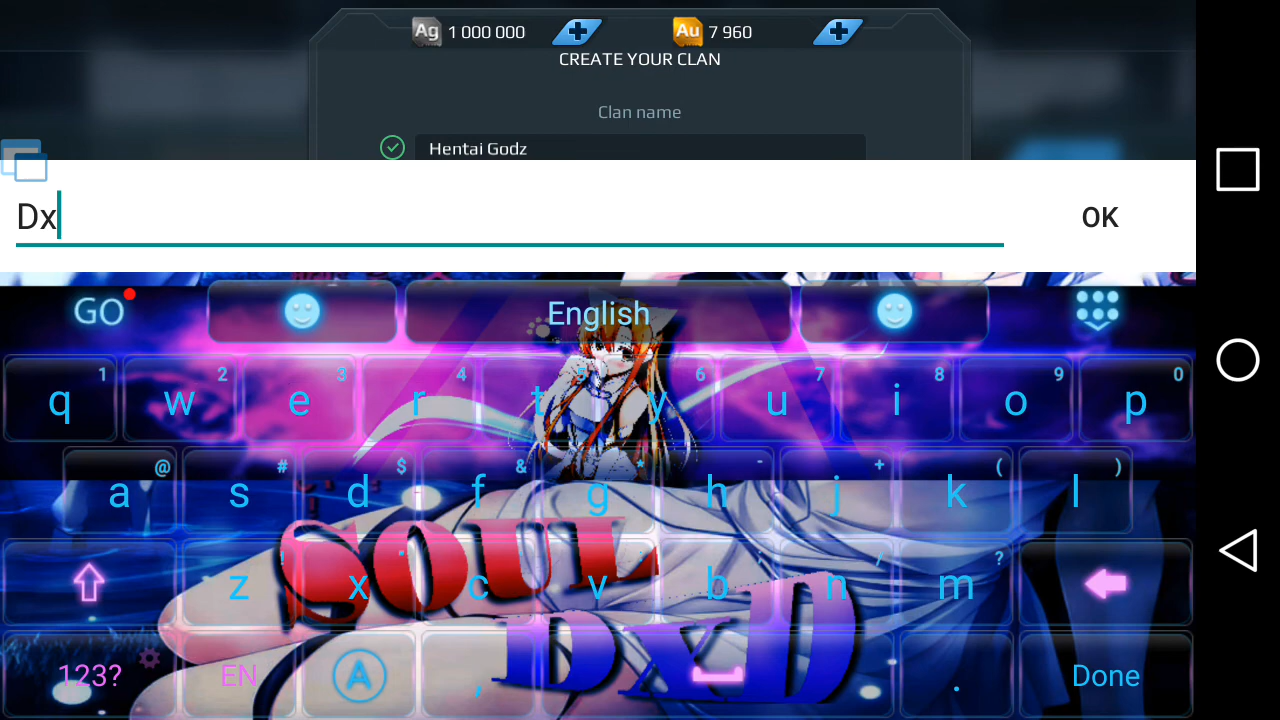 Ag 1 000 000 Au 7 960
CREATE YOUR CLAN
Clan name
Hentai Godz
Dx OK
GO English
1 2 3 4 5 6 7 8 9 0
q w e r t y u i o p
@ # $ & * - + ( )
a s d f g h j k l
! " : ; / ?
z x c v b n m
SOUL
DXD
123? EN A , . Done